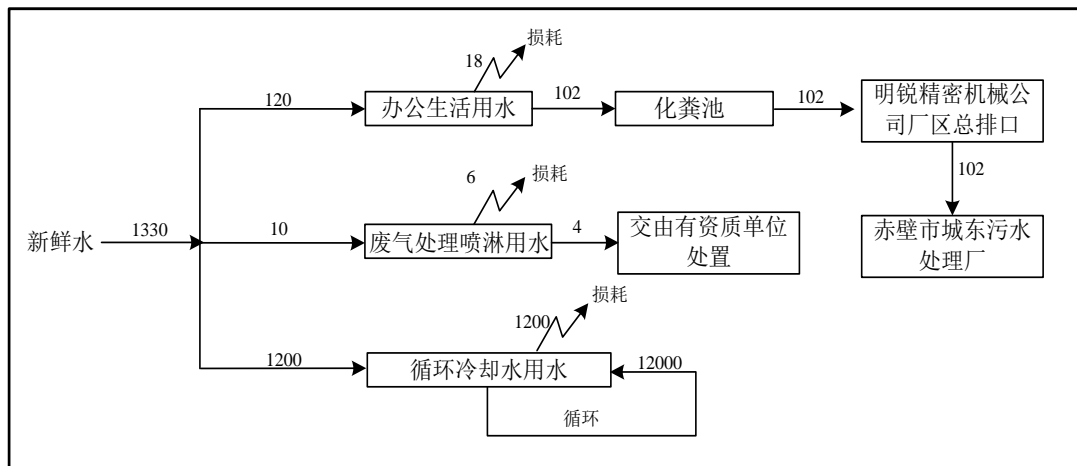 损耗
18
120
办公生活用水
102
化粪池
102
明锐精密机械公
司厂区总排口
102
损耗
6
新鲜水
1330
10
废气处理喷淋用水
4
交由有资质单位
处置
赤壁市城东污水
处理厂
损耗
1200
1200
循环冷却水用水
12000
循环